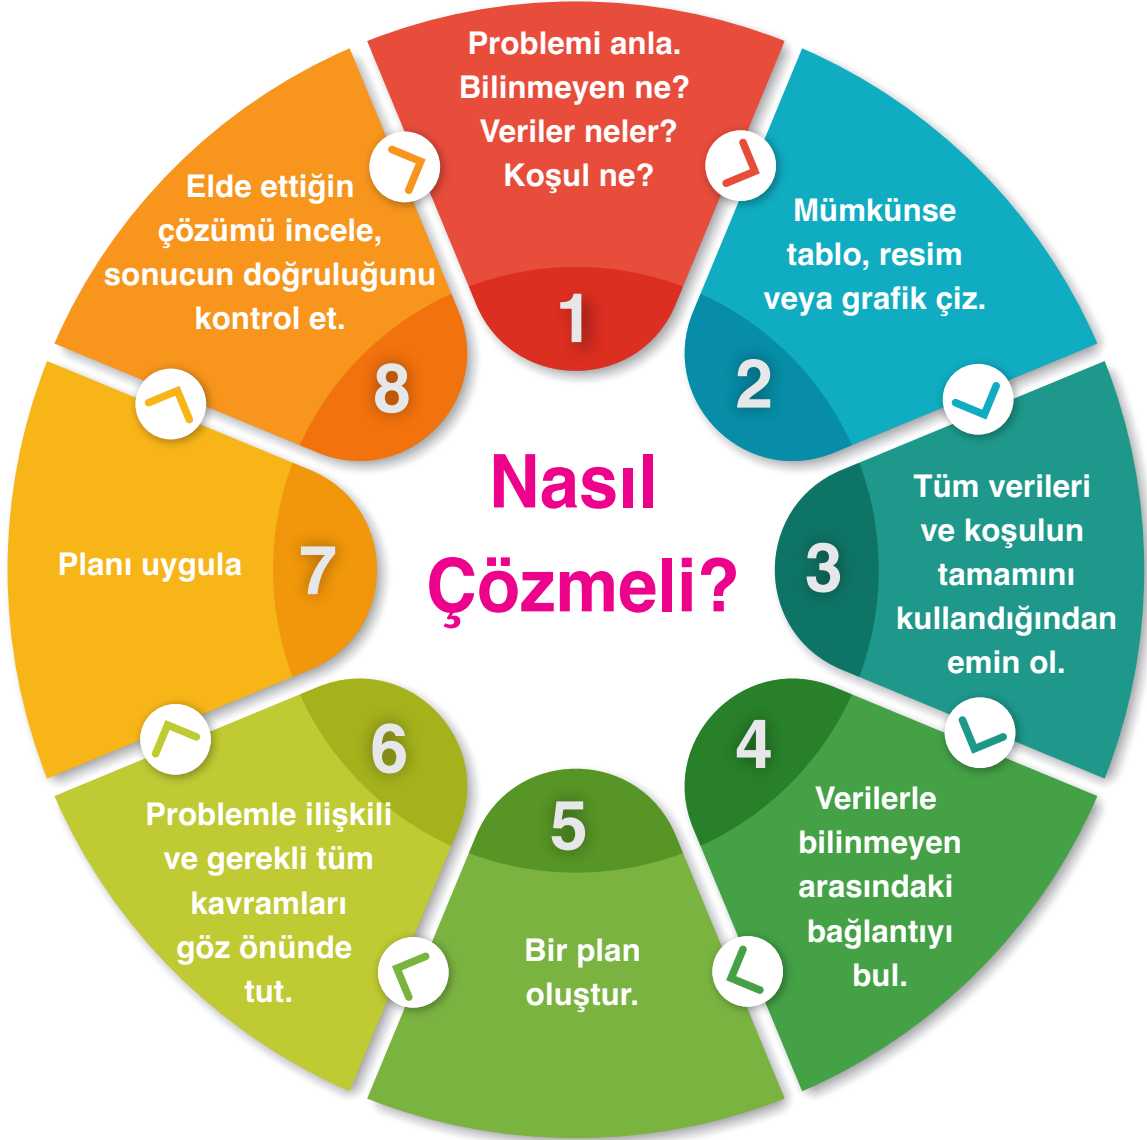 Nasıl
Çözmeli?
Problemi anla.
Bilinmeyen ne?
Veriler neler?
Koşul ne?
1
Mümkünse
tablo, resim
veya grafik çiz.
2
Tüm verileri
ve koşulun
tamamını
kullandığından
emin ol.
3
Verilerle
bilinmeyen
arasındaki
bağlantıyı
bul.
4
Bir plan
oluştur.
5
Problemle ilişkili
ve gerekli tüm
kavramları
göz önünde
tut.
6
Planı uygula
7
Elde ettiğin
çözümü incele,
sonucun doğruluğunu
kontrol et.
8